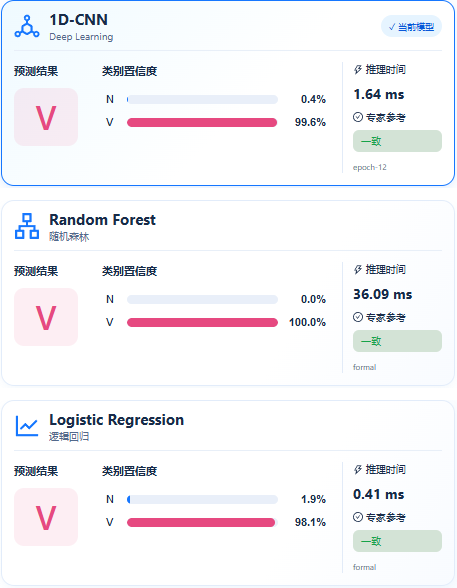 1D-CNN
Deep Learning
✓ 当前模型
预测结果
V
类别置信度
N 0.4%
V 99.6%
推理时间
1.64 ms
专家参考
一致
epoch-12
Random Forest
随机森林
预测结果
V
类别置信度
N 0.0%
V 100.0%
推理时间
36.09 ms
专家参考
一致
formal
Logistic Regression
逻辑回归
预测结果
V
类别置信度
N 1.9%
V 98.1%
推理时间
0.41 ms
专家参考
一致
formal